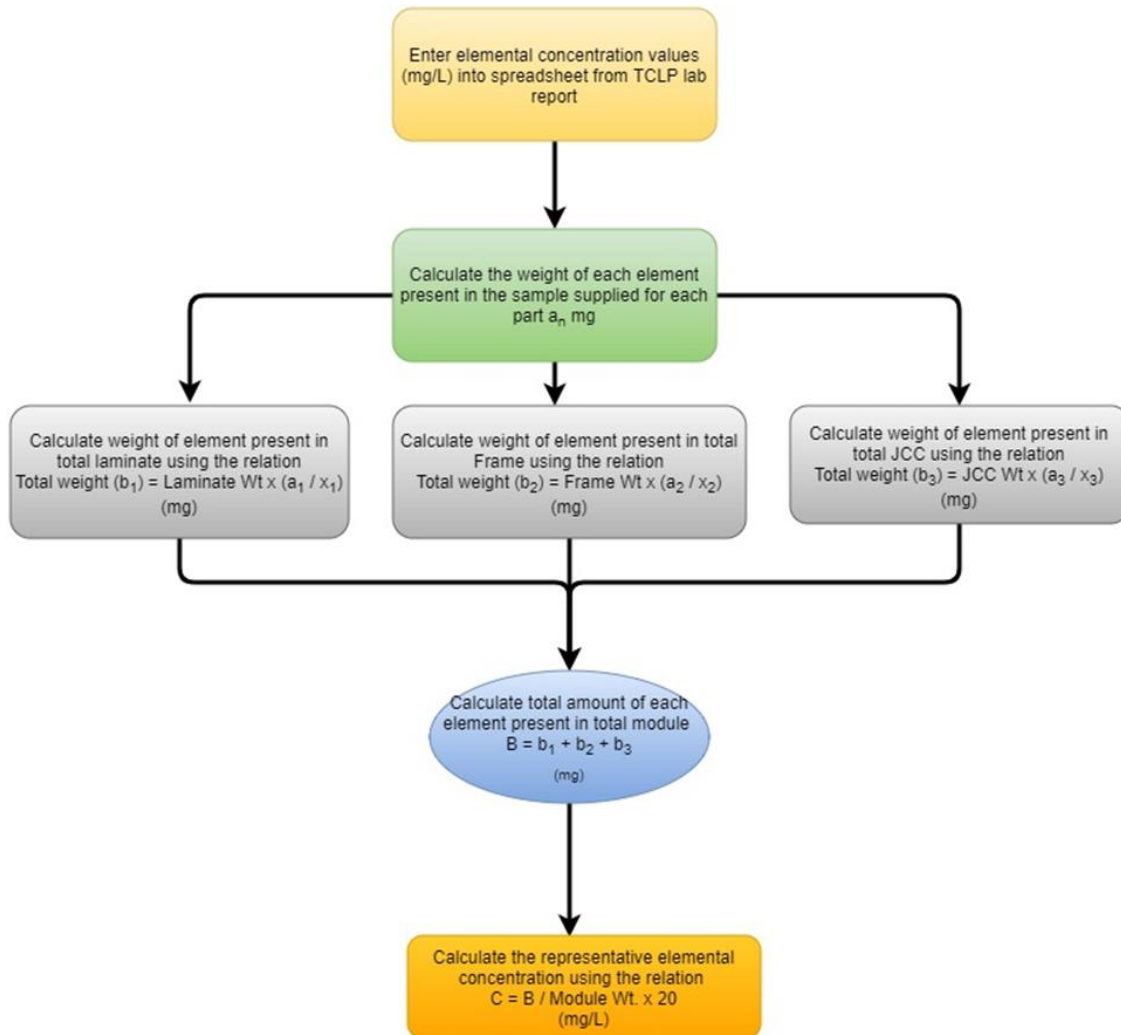 Enter elemental concentration values
(mg/L) into spreadsheet from TCLP lab
report
Calculate the weight of each element
present in the sample supplied for each
part aₙ mg
Calculate weight of element present in
total laminate using the relation
Total weight (b₁) = Laminate Wt x (a₁ / x₁)
(mg)
Calculate weight of element present in total
Frame using the relation
Total weight (b₂) = Frame Wt x (a₂ / x₂)
(mg)
Calculate weight of element present in
total JCC using the relation
Total weight (b₃) = JCC Wt x (a₃ / x₃)
(mg)
Calculate total amount of each
element present in total module
B = b₁ + b₂ + b₃
(mg)
Calculate the representative elemental
concentration using the relation
C = B / Module Wt. x 20
(mg/L)